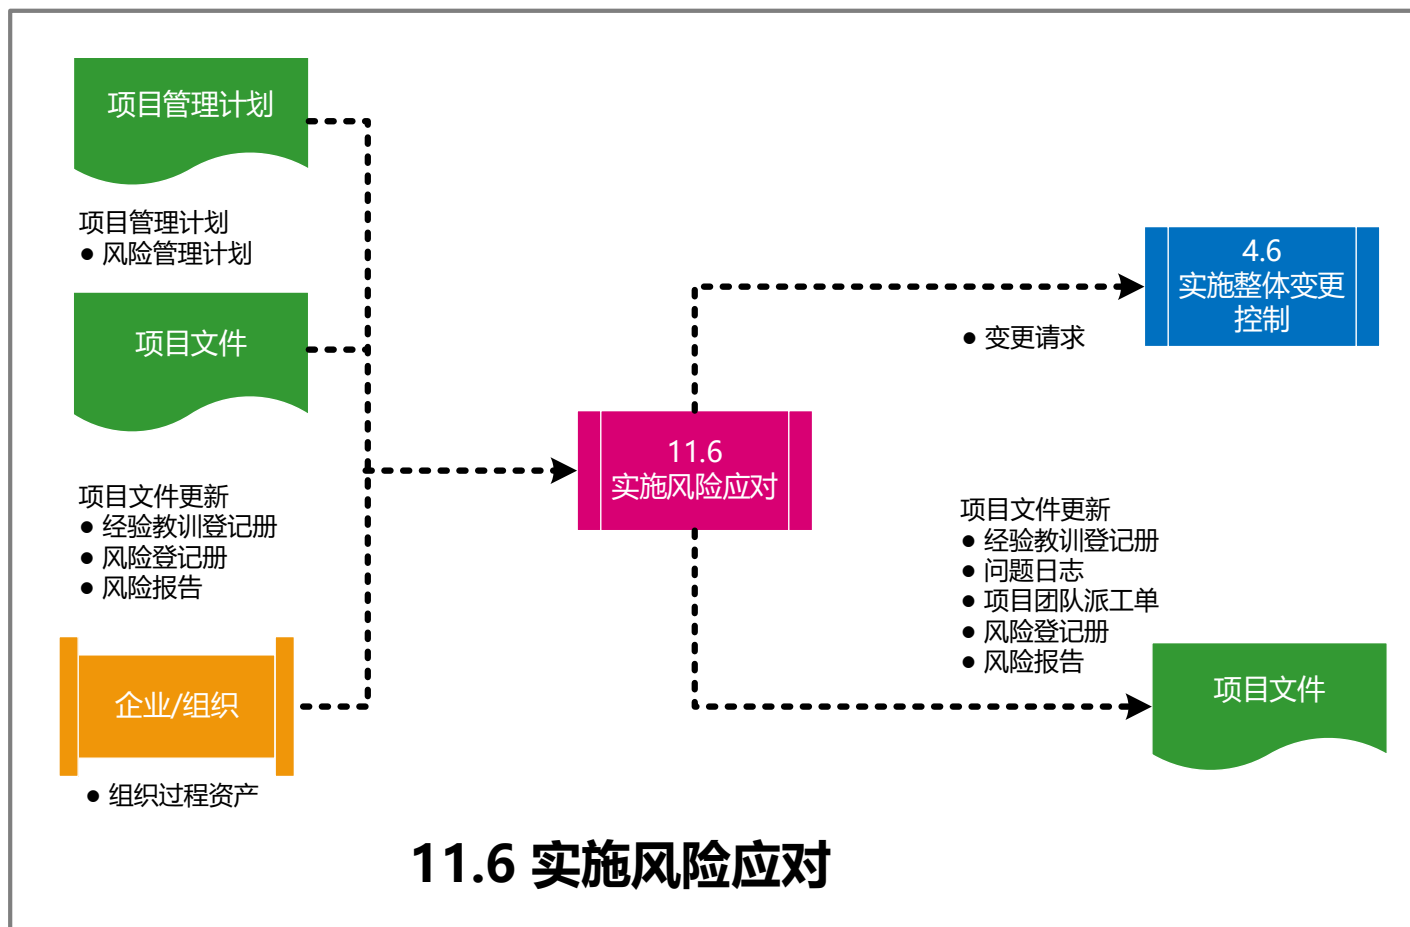 项目管理计划
项目管理计划
● 风险管理计划
项目文件
项目文件更新
● 经验教训登记册
● 风险登记册
● 风险报告
企业/组织
● 组织过程资产
11.6
实施风险应对
4.6
实施整体变更
控制
● 变更请求
项目文件更新
● 经验教训登记册
● 问题日志
● 项目团队派工单
● 风险登记册
● 风险报告
项目文件
11.6 实施风险应对